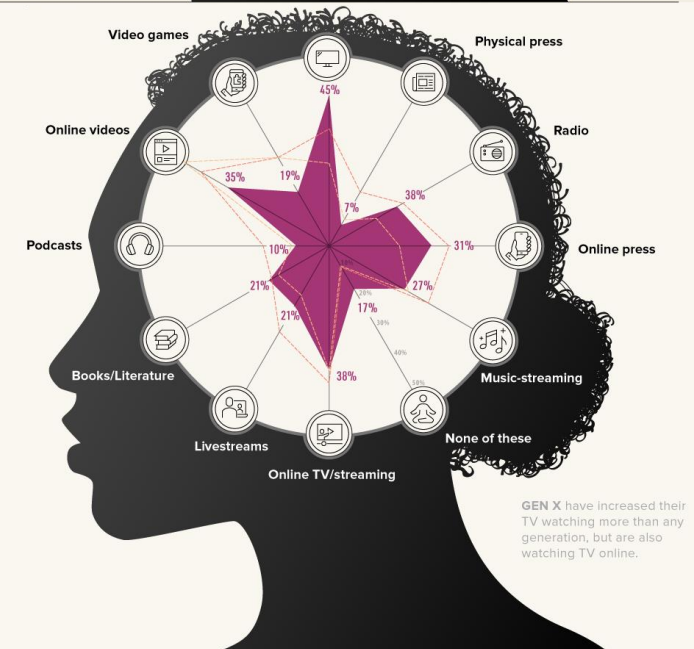 Video games
Physical press
45%
Online videos
Radio
35%
19%
7%
38%
Podcasts
10%
31%
Online press
10%
21%
27%
20%
21%
17%
30%
40%
38%
Books/Literature
50%
Music-streaming
Livestreams
None of these
Online TV/streaming
GEN X have increased their
TV watching more than any
generation, but are also
watching TV online.